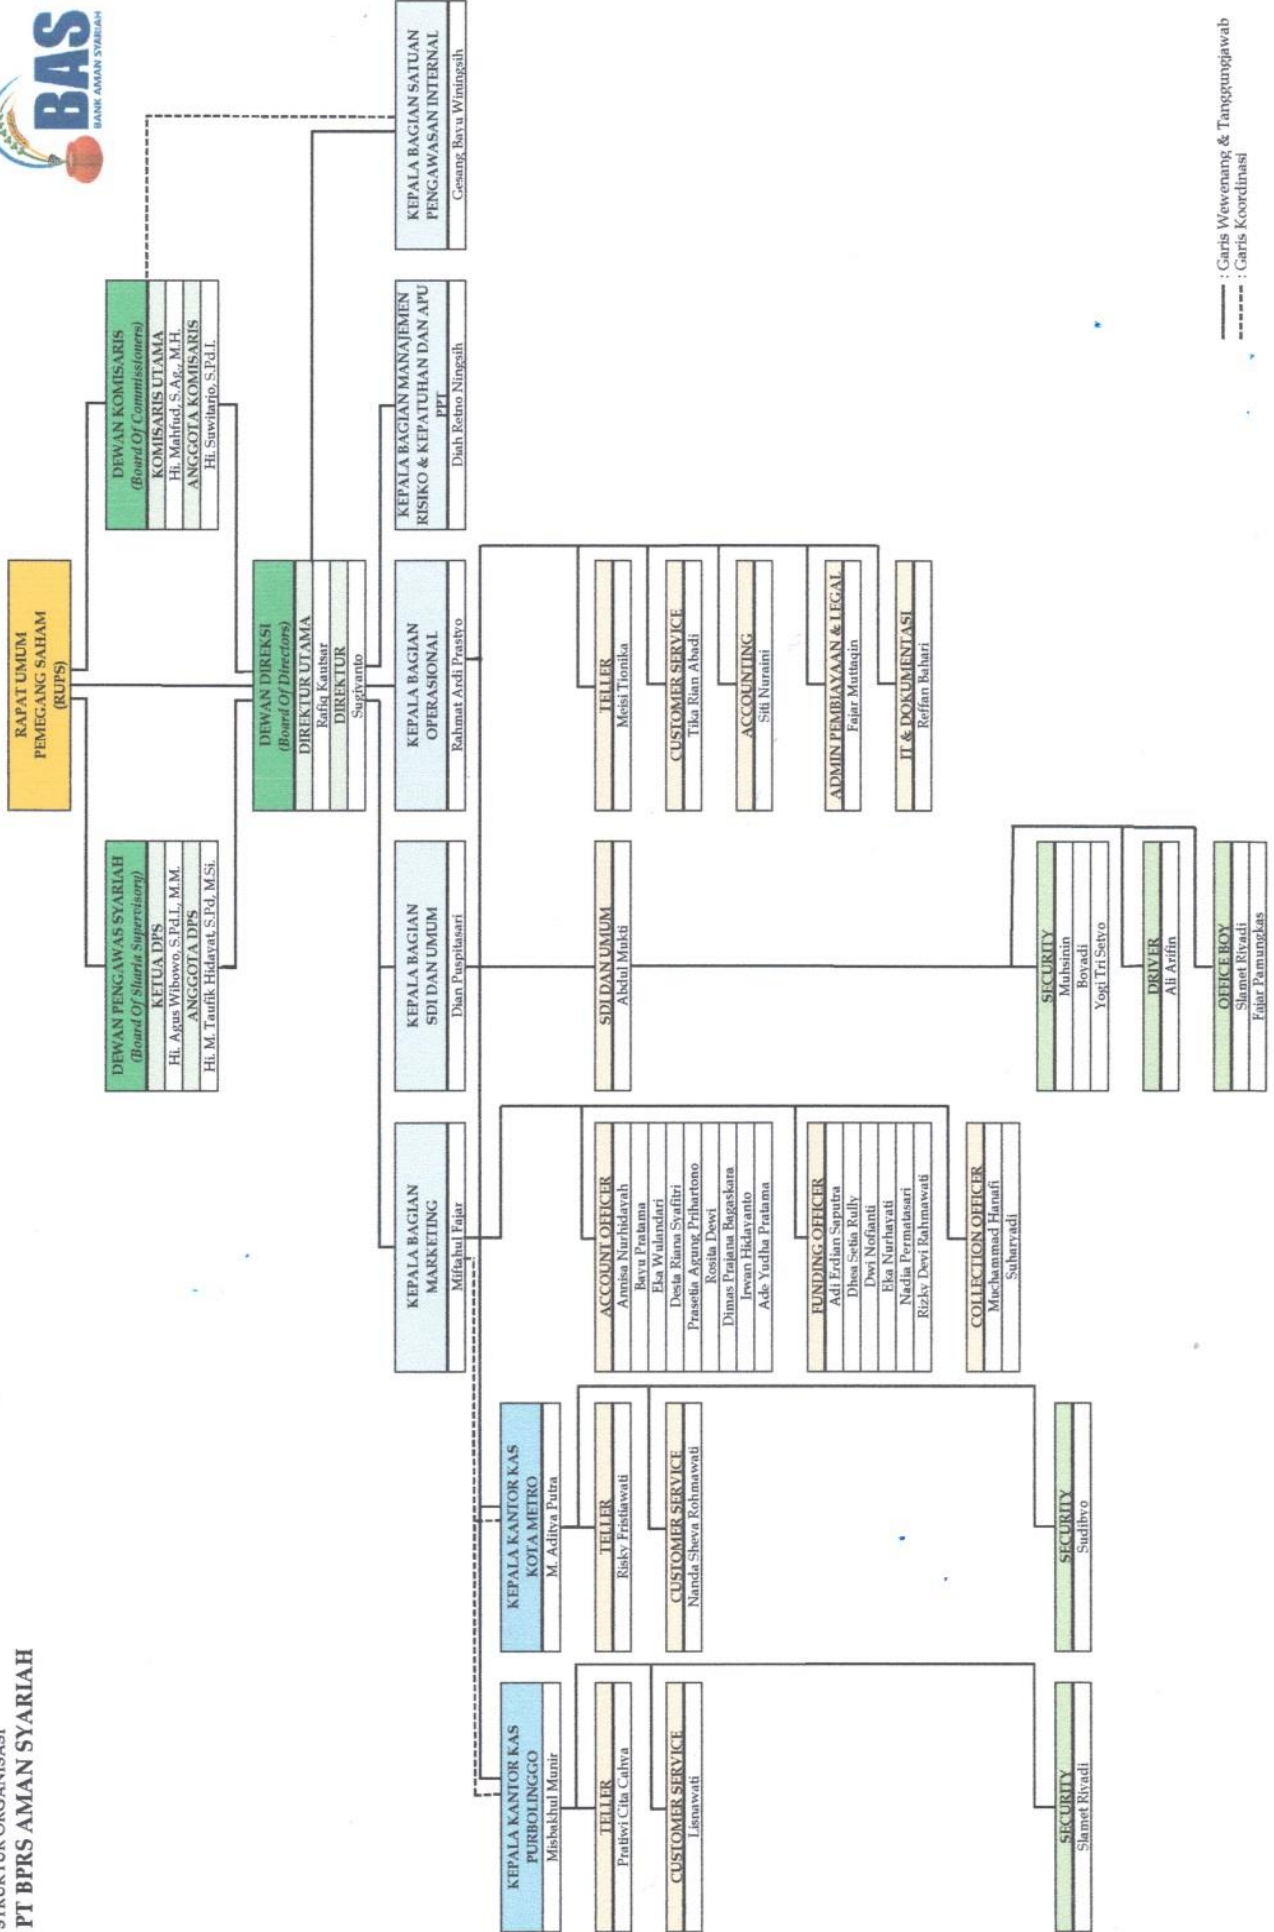 STRUKTUR ORGANISASI
PT BPRS AMAN SYARIAH
BAS
BANK AMAN SYARIAH
RAPAT UMUM
PEMEGANG SAHAM
(RUPS)
DEWAN PENGAWAS SYARIAH
(Board Of Sharia Supervisory)
KETUA DPS
Hi. Agus Wibowo, S.Pd.I., M.M.
ANGGOTA DPS
Hi. M. Taufik Hidayat, S.Pd, M.Si.
DEWAN KOMISARIS
(Board Of Commissioners)
KOMISARIS UTAMA
Hi. Mahfud, S.Ag., M.H.
ANGGOTA KOMISARIS
Hi. Suwitarjo, S.Pd.I.
DEWAN DIREKSI
(Board Of Directors)
DIREKTUR UTAMA
Rafiq Kautsar
DIREKTUR
Sugiyanto
KEPALA BAGIAN
MARKETING
Miftahul Fajar
KEPALA BAGIAN
SDI DAN UMUM
Dian Puspitasari
KEPALA BAGIAN
OPERASIONAL
Rahmat Ardi Prastyo
KEPALA BAGIAN MANAJEMEN
RISIKO & KEPATUHAN DAN APU
PPT
Diah Retno Ningsih
KEPALA BAGIAN SATUAN
PENGAWASAN INTERNAL
Gesang Bayu Winingsih
KEPALA KANTOR KAS
PURBOLINGGO
Misbakhul Munir
TELLER
Pratiwi Cita Cahya
CUSTOMER SERVICE
Lisnawati
SECURITY
Slamet Riyadi
KEPALA KANTOR KAS
KOTA METRO
M. Aditya Putra
TELLER
Risky Fristiawati
CUSTOMER SERVICE
Nanda Sheva Rohmawati
SECURITY
Sudibyo
ACCOUNT OFFICER
Annisa Nurhidayah
Bayu Pratama
Eka Wulandari
Desta Riana Syafitri
Prasetia Agung Prihartono
Rosita Dewi
Dimas Prajana Bagaskara
Irwan Hidayanto
Ade Yudha Pratama
FUNDING OFFICER
Adi Erdian Saputra
Dhea Setia Rully
Dwi Nofianti
Eka Nurhayati
Nadia Permatasari
Rizky Devi Rahmawati
COLLECTION OFFICER
Muchammad Hanafi
Suharyadi
SDI DAN UMUM
Abdul Mukti
SECURITY
Muhsinin
Boyadi
Yogi Tri Setyo
DRIVER
Ali Arifin
OFFICE BOY
Slamet Riyadi
Fajar Pamungkas
TELLER
Meisi Tionika
CUSTOMER SERVICE
Tika Rian Abadi
ACCOUNTING
Siti Nuraini
ADMIN PEMBIAYAAN & LEGAL
Fajar Muttaqin
IT & DOKUMENTASI
Reffan Bahari
: Garis Wewenang & Tanggungjawab
: Garis Koordinasi